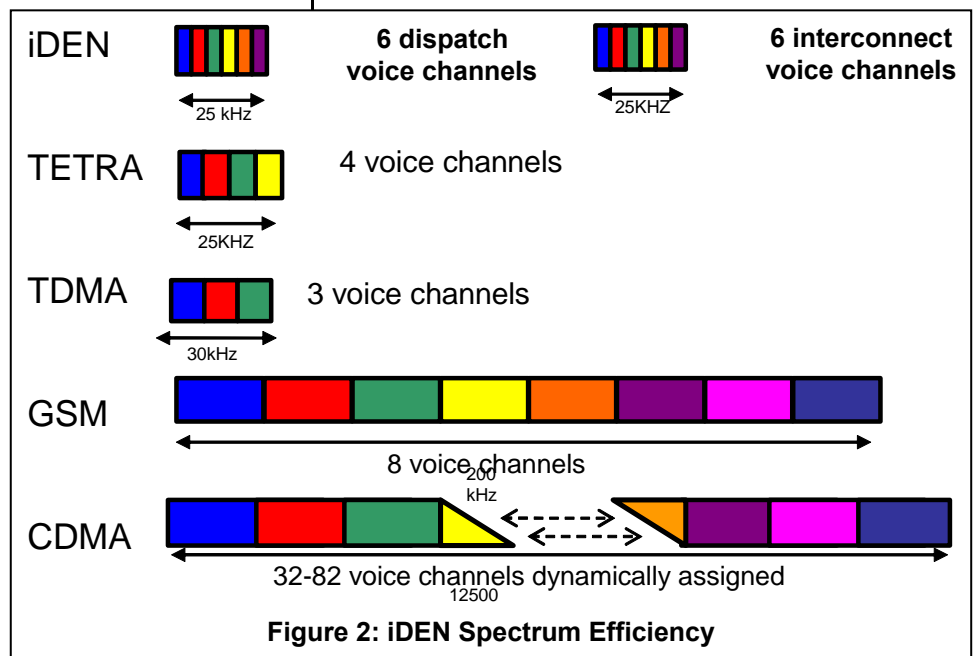 iDEN
6 dispatch
voice channels
6 interconnect
voice channels
25 kHz
25KHZ
TETRA
4 voice channels
25KHZ
TDMA
3 voice channels
30kHz
GSM
8 voice channels
200
kHz
CDMA
32-82 voice channels dynamically assigned
12500
Figure 2: iDEN Spectrum Efficiency